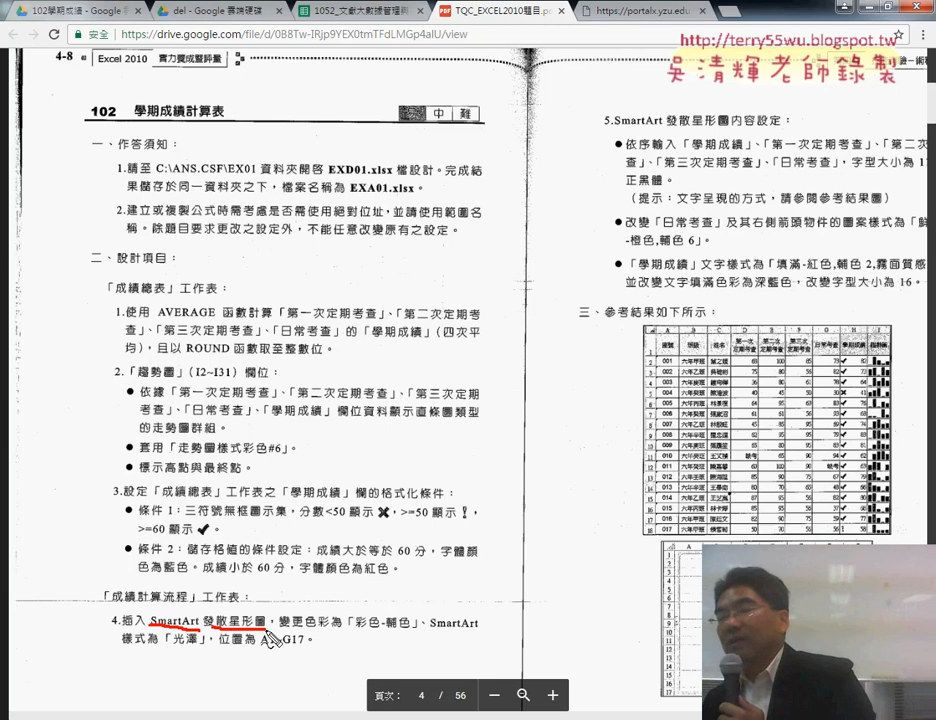 102學期成績
del - Google 雲端硬碟
1052_文獻大數據管理與
TQC_EXCEL2010題目.p
https://portalx.yzu.edu
安全
https://drive.google.com/file/d/0B8Tw-IRjp9YEX0tmTFdLMGp4alU/view
http://terry55wu.blogspot.tw
吳清輝老師錄製
4-8
Excel 2010
實力養成暨評量
102 學期成績計算表
中 難
一、作答須知：
1.請至 C:\ANS.CSF\EX01 資料夾開啟 EXD01.xlsx 檔設計。完成結
果儲存於同一資料夾之下，檔案名稱為 EXA01.xlsx。
2.建立或複製公式時需考慮是否需使用絕對位址，並請使用範圍名
稱。除題目要求更改之設定外，不能任意改變原有之設定。
二、設計項目：
「成績總表」工作表：
1.使用 AVERAGE 函數計算「第一次定期考查」、「第二次定期考
查」、「第三次定期考查」、「日常考查」的「學期成績」(四次平
均)，且以 ROUND 函數取至整數位。
2.「趨勢圖」(I2~I31) 欄位：
●依據「第一次定期考查」、「第二次定期考查」、「第三次定期
考查」、「日常考查」、「學期成績」欄位資料顯示直條圖類型
的走勢圖群組。
●套用「走勢圖樣式彩色#6」。
●標示高點與最終點。
3.設定「成績總表」工作表之「學期成績」欄的格式化條件：
●條件 1：三符號無框圖示集，分數<50 顯示 ✖，>=50 顯示 !，
>=60 顯示 ✔。
●條件 2：儲存格值的條件設定：成績大於等於 60 分，字體顏
色為藍色。成績小於 60 分，字體顏色為紅色。
「成績計算流程」工作表：
4.插入 SmartArt 發散星形圖，變更色彩為「彩色-輔色」、SmartArt
樣式為「光澤」，位置為 A G17。
5.SmartArt 發散星形圖內容設定：
●依序輸入「學期成績」、「第一次定期考查」、「第二次
查」、「第三次定期考查」、「日常考查」，字型大小為 1
正黑體。
(提示：文字呈現的方式，請參閱參考結果圖)
●改變「日常考查」及其右側箭頭物件的圖案樣式為「鮮
-橙色,輔色 6」。
●「學期成績」文字樣式為「填滿-紅色,輔色 2,霧面質感
並改變文字填滿色彩為深藍色，改變字型大小為 16。
三、參考結果如下所示：
頁次： 4 / 56